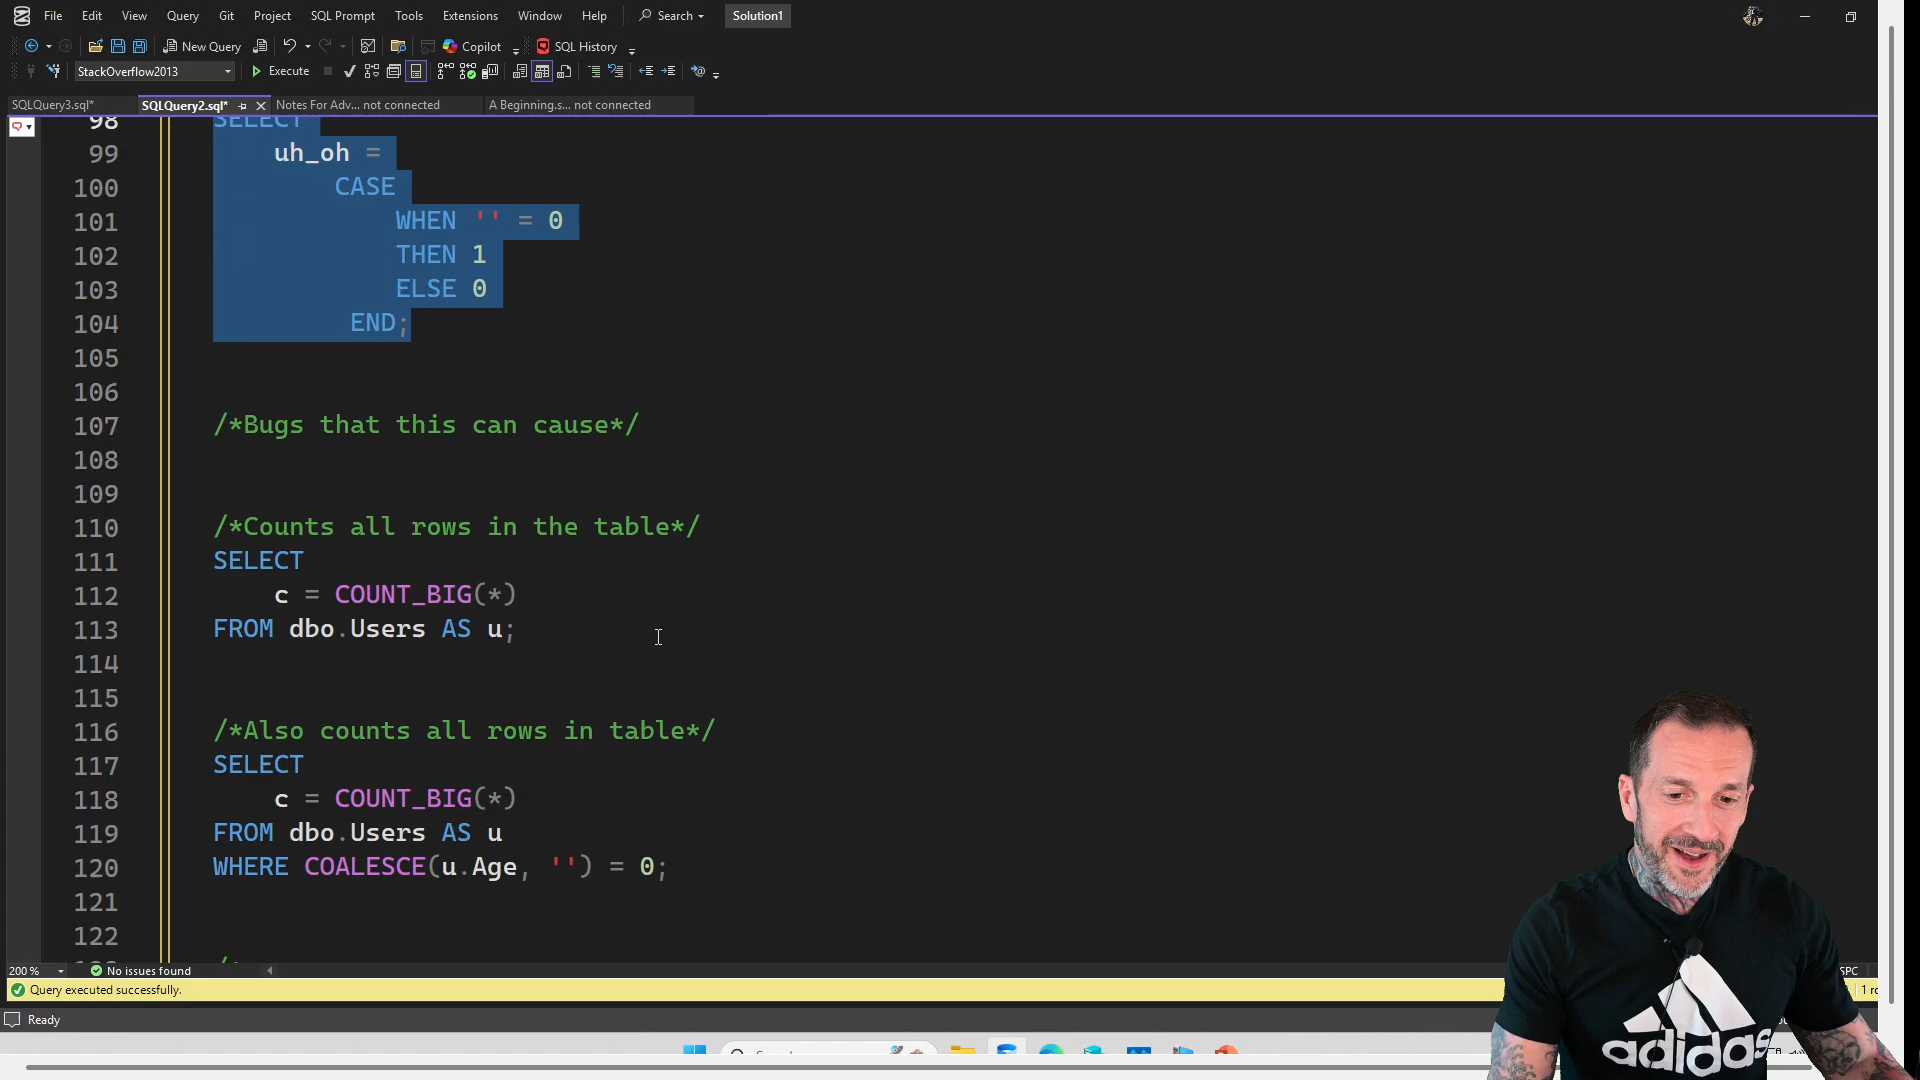 File Edit View Query Git Project SQL Prompt Tools Extensions Window Help Search Solution1
New Query Copilot SQL History
StackOverflow2013 Execute
SQLQuery3.sql* SQLQuery2.sql* Notes For Adv,.. not connected A Beginning.s... not connected
98 SELECT
99 uh_oh =
100 CASE
101 WHEN '' = 0
102 THEN 1
103 ELSE 0
104 END;
105
106
107 /*Bugs that this can cause*/
108
109
110 /*Counts all rows in the table*/
111 SELECT
112 c = COUNT_BIG(*)
113 FROM dbo.Users AS u;
114
115
116 /*Also counts all rows in table*/
117 SELECT
118 c = COUNT_BIG(*)
119 FROM dbo.Users AS u
120 WHERE COALESCE(u.Age, '') = 0;
121
122
200 % No issues found SPC
Query executed successfully.
Ready
adidas